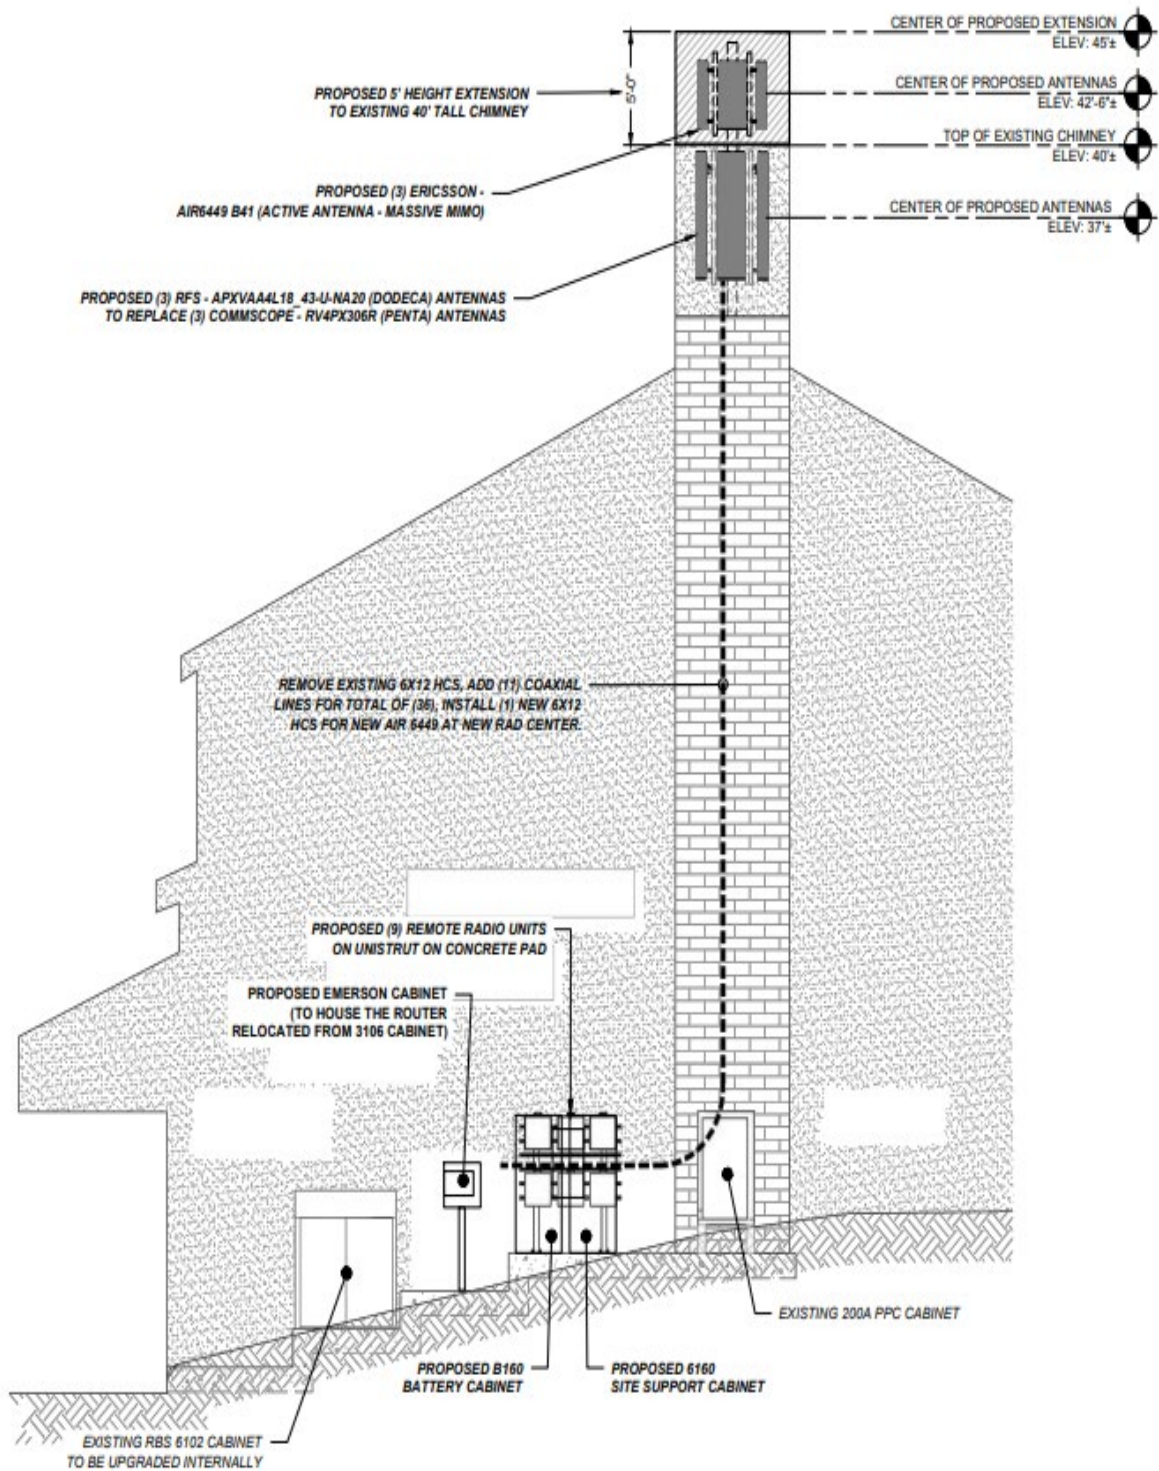 CENTER OF PROPOSED EXTENSION
ELEV: 45'±
5'-0"
PROPOSED 5' HEIGHT EXTENSION
TO EXISTING 40' TALL CHIMNEY
CENTER OF PROPOSED ANTENNAS
ELEV: 42'-6"±
TOP OF EXISTING CHIMNEY
ELEV: 40'±
PROPOSED (3) ERICSSON -
AIR6449 B41 (ACTIVE ANTENNA - MASSIVE MIMO)
CENTER OF PROPOSED ANTENNAS
ELEV: 37'±
PROPOSED (3) RFS - APXVAA4L18_43-U-NA20 (DODECA) ANTENNAS
TO REPLACE (3) COMMSCOPE - RV4PX306R (PENTA) ANTENNAS
REMOVE EXISTING 6X12 HCS, ADD (11) COAXIAL
LINES FOR TOTAL OF (36), INSTALL (1) NEW 6X12
HCS FOR NEW AIR 6449 AT NEW RAD CENTER.
PROPOSED (9) REMOTE RADIO UNITS
ON UNISTRUT ON CONCRETE PAD
PROPOSED EMERSON CABINET
(TO HOUSE THE ROUTER
RELOCATED FROM 3106 CABINET)
EXISTING 200A PPC CABINET
PROPOSED B160
BATTERY CABINET
PROPOSED 6160
SITE SUPPORT CABINET
EXISTING RBS 6102 CABINET
TO BE UPGRADED INTERNALLY